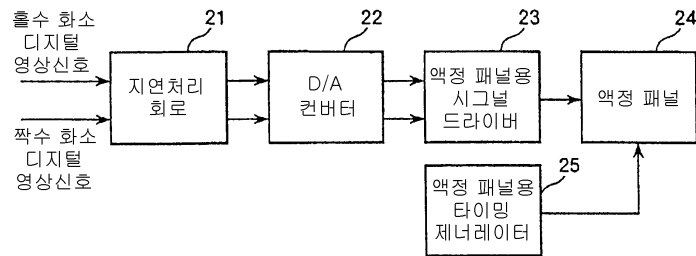 홀수 화소
디지털
영상신호
짝수 화소
디지털
영상신호
21
지연처리
회로
22
D/A
컨버터
23
액정 패널용
시그널
드라이버
24
액정 패널
25
액정 패널용
타이밍
제너레이터